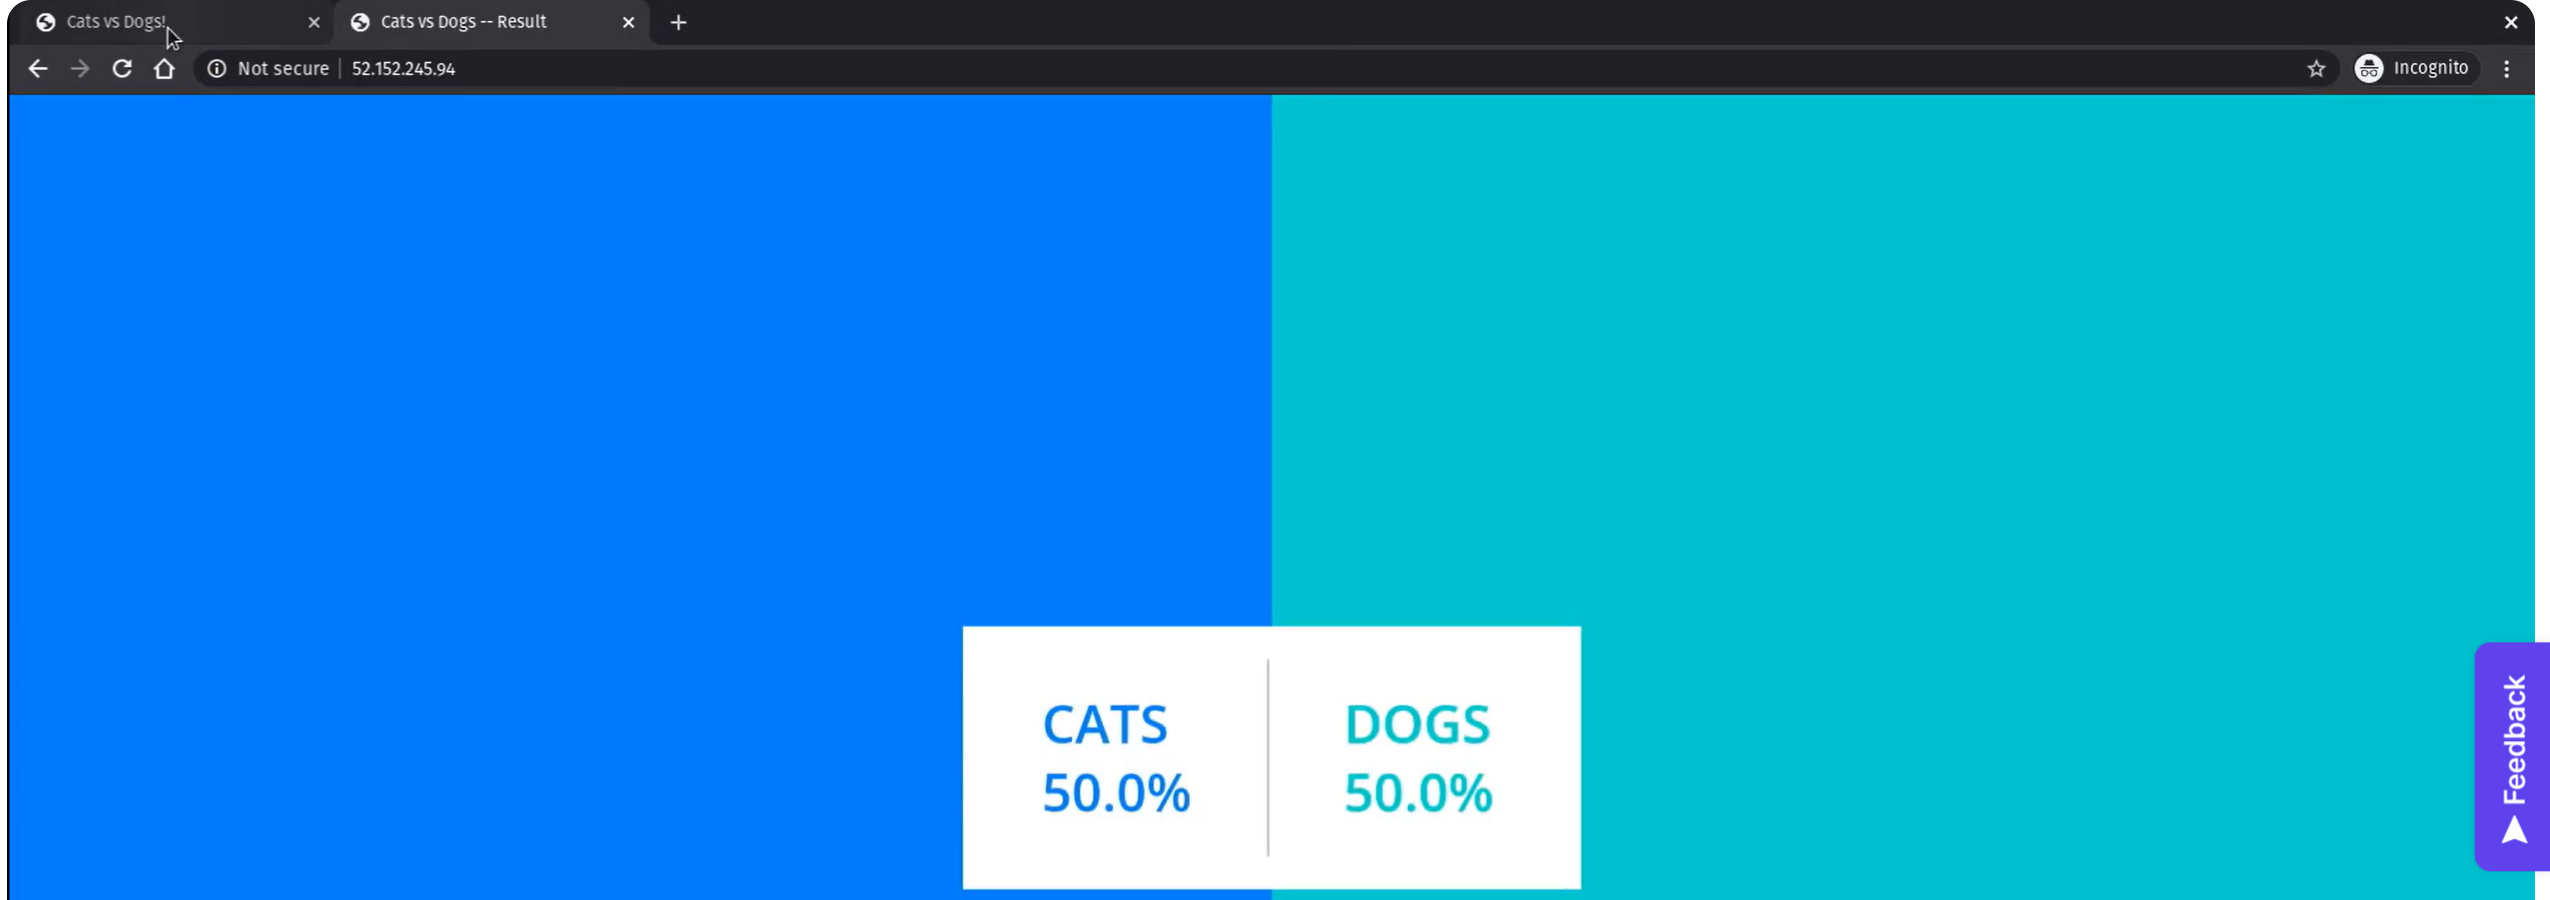 Cats vs Dogs!
Cats vs Dogs -- Result
Not secure
52.152.245.94
Incognito
CATS
50.0%
DOGS
50.0%
Feedback